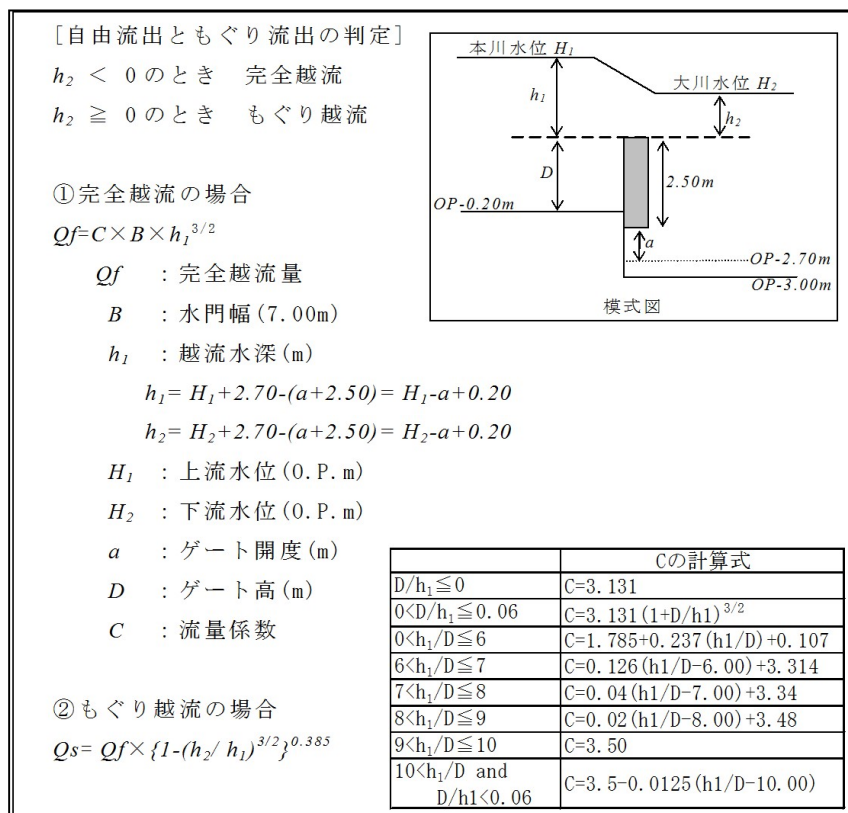 [自由流出ともぐり流出の判定]
h₂ < 0のとき 完全越流
h₂ ≧ 0のとき もぐり越流
①完全越流の場合
Qf=C×B×h₁^3/2
Qf :完全越流量
B :水門幅(7.00m)
h₁ :越流水深(m)
h₁= H₁+2.70-(a+2.50)= H₁-a+0.20
h₂= H₂+2.70-(a+2.50)= H₂-a+0.20
H₁ :上流水位(O.P.m)
H₂ :下流水位(O.P.m)
a :ゲート開度(m)
D :ゲート高(m)
C :流量係数
②もぐり越流の場合
Qs= Qf×{1-(h₂/ h₁)^3/2}^0.385
本川水位 H₁
大川水位 H₂
h₁
h₂
D
2.50m
OP-0.20m
a
OP-2.70m
OP-3.00m
模式図
Cの計算式
D/h₁≦0 C=3.131
0<D/h₁≦0.06 C=3.131(1+D/h1)^3/2
0<h₁/D≦6 C=1.785+0.237(h1/D)+0.107
6<h₁/D≦7 C=0.126(h1/D-6.00)+3.314
7<h₁/D≦8 C=0.04(h1/D-7.00)+3.34
8<h₁/D≦9 C=0.02(h1/D-8.00)+3.48
9<h₁/D≦10 C=3.50
10<h₁/D and
D/h1<0.06 C=3.5-0.0125(h1/D-10.00)